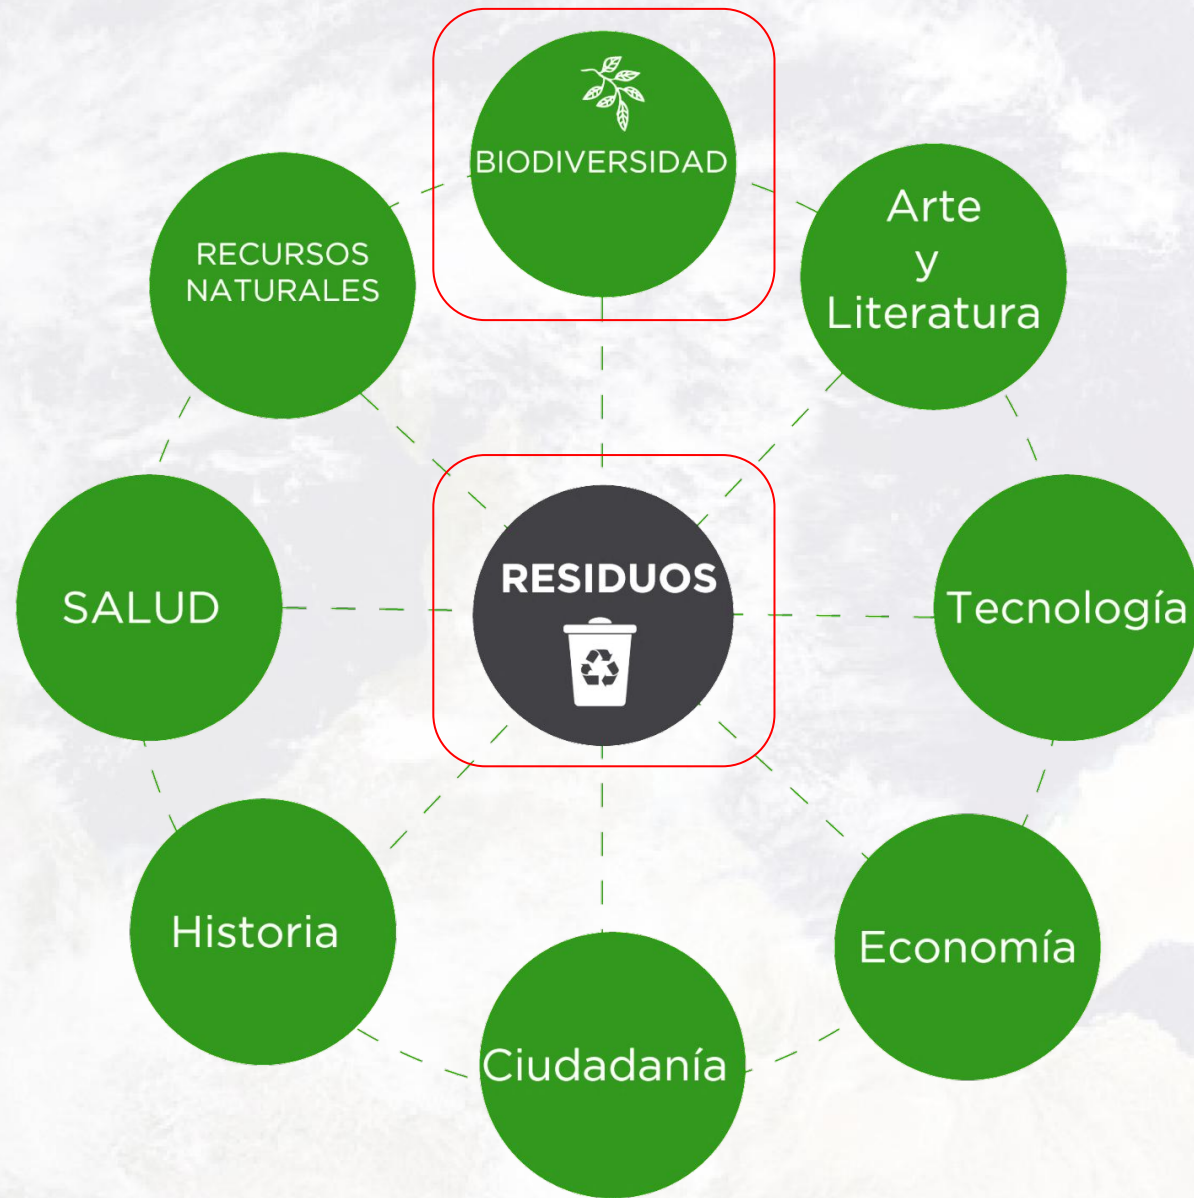 BIODIVERSIDAD
Arte
y
Literatura
RECURSOS
NATURALES
RESIDUOS
SALUD
Tecnología
Historia
Economía
Ciudadanía